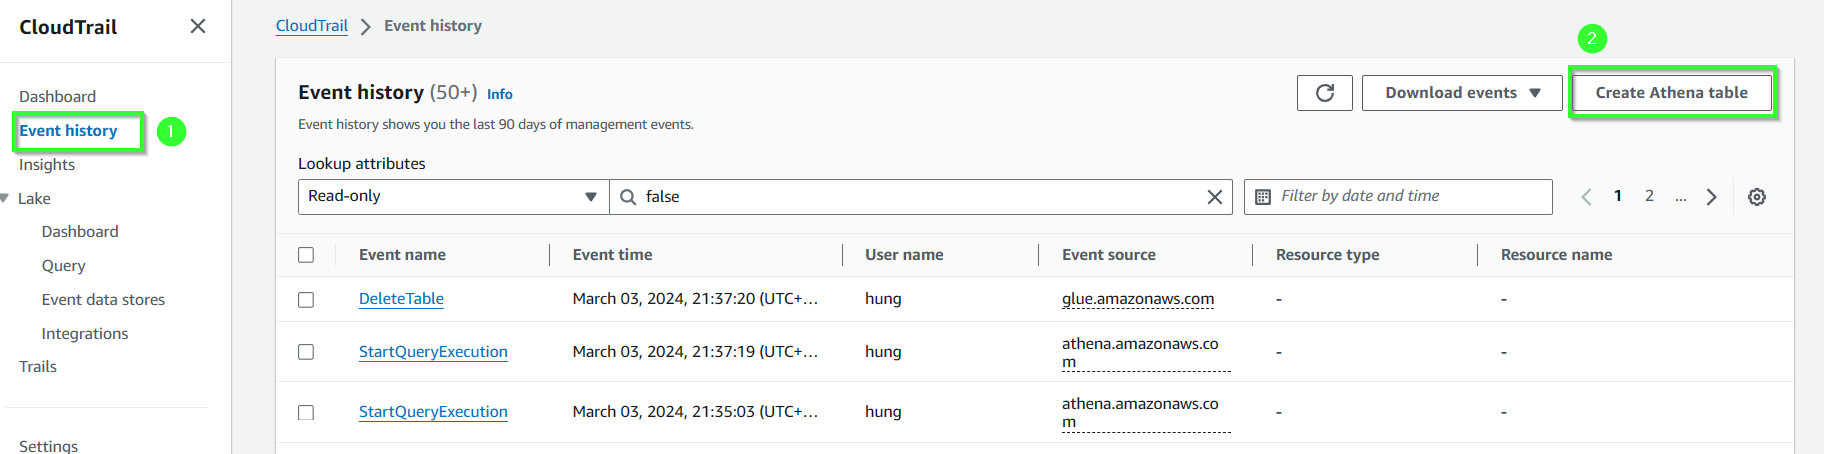 CloudTrail
Dashboard
Event history
1
Insights
Lake
Dashboard
Query
Event data stores
Integrations
Trails
Settings
CloudTrail > Event history
2
Event history (50+) Info
Download events
Create Athena table
Event history shows you the last 90 days of management events.
Lookup attributes
Read-only
false
Filter by date and time
1 2 ...
Event name Event time User name Event source Resource type Resource name
DeleteTable March 03, 2024, 21:37:20 (UTC+… hung glue.amazonaws.com - -
StartQueryExecution March 03, 2024, 21:37:19 (UTC+… hung athena.amazonaws.co - -
m
StartQueryExecution March 03, 2024, 21:35:03 (UTC+… hung athena.amazonaws.co - -
m